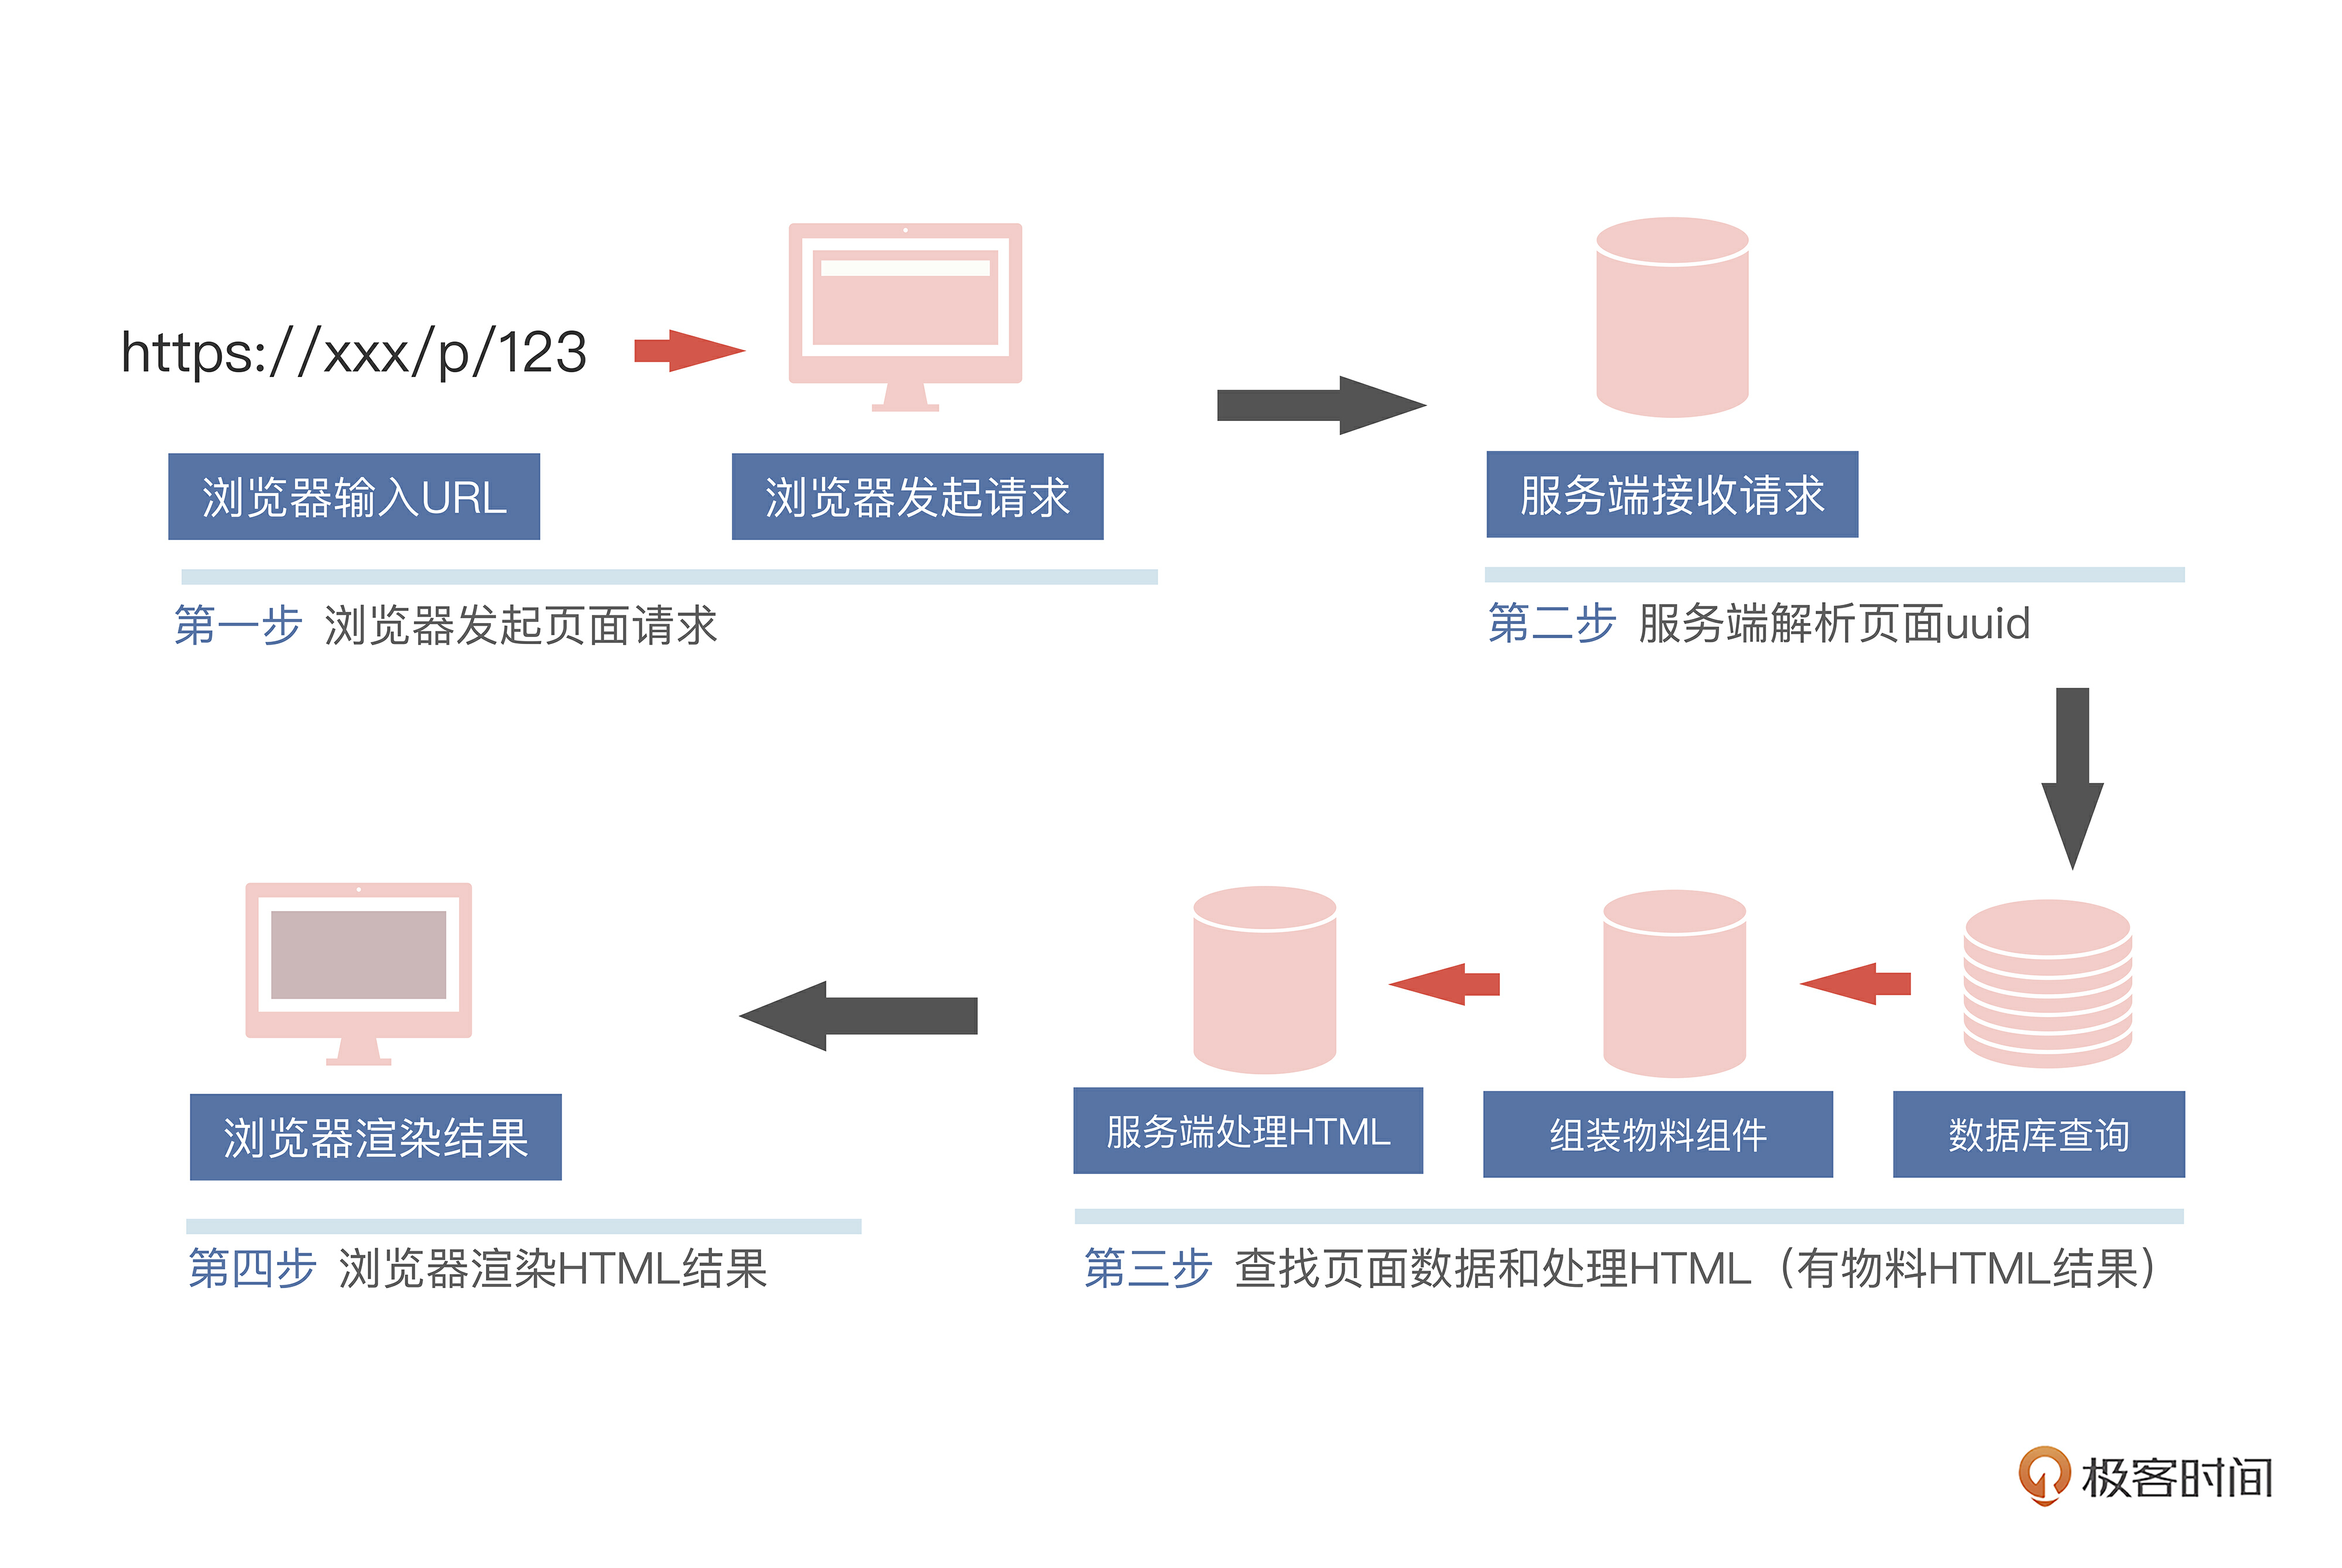 https://xxx/p/123
浏览器输入URL
浏览器发起请求
服务端接收请求
第一步 浏览器发起页面请求
第二步 服务端解析页面uuid
数据库查询
组装物料组件
服务端处理HTML
第三步 查找页面数据和处理HTML（有物料HTML结果）
浏览器渲染结果
第四步 浏览器渲染HTML结果
极客时间